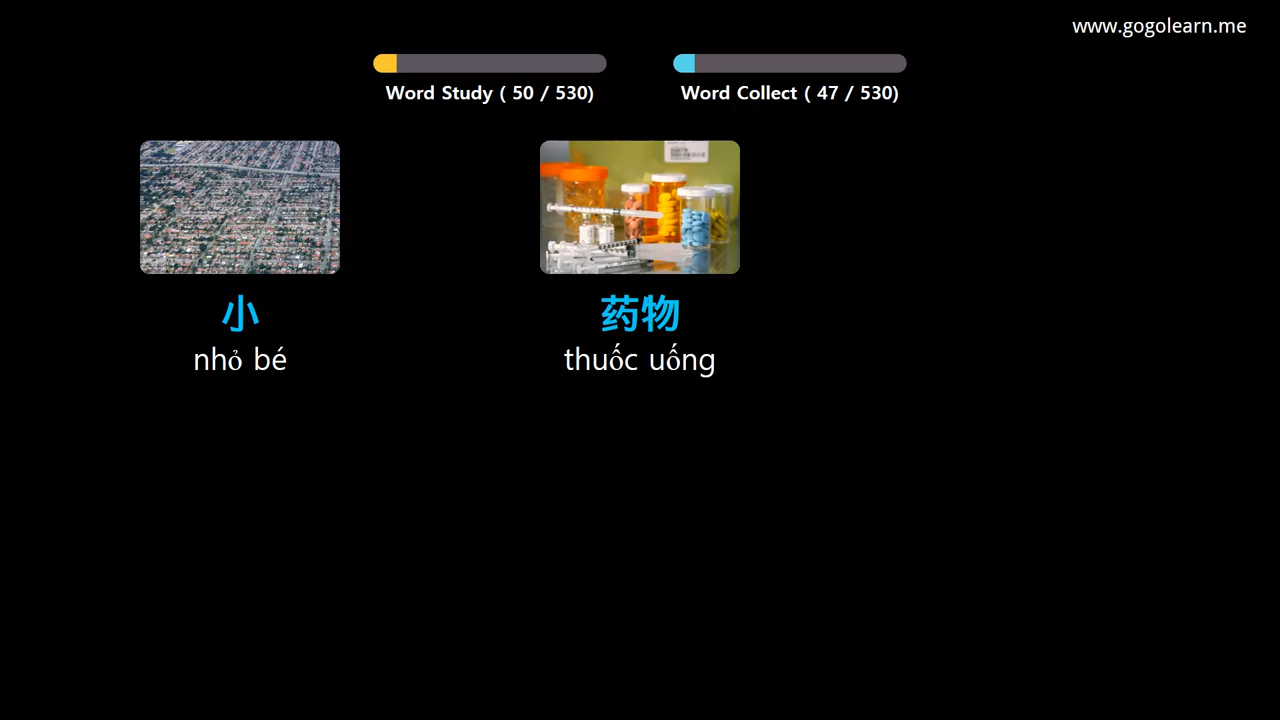 www.gogolearn.me
Word Study ( 50 / 530)
Word Collect ( 47 / 530)
小
nhỏ bé
药物
thuốc uống